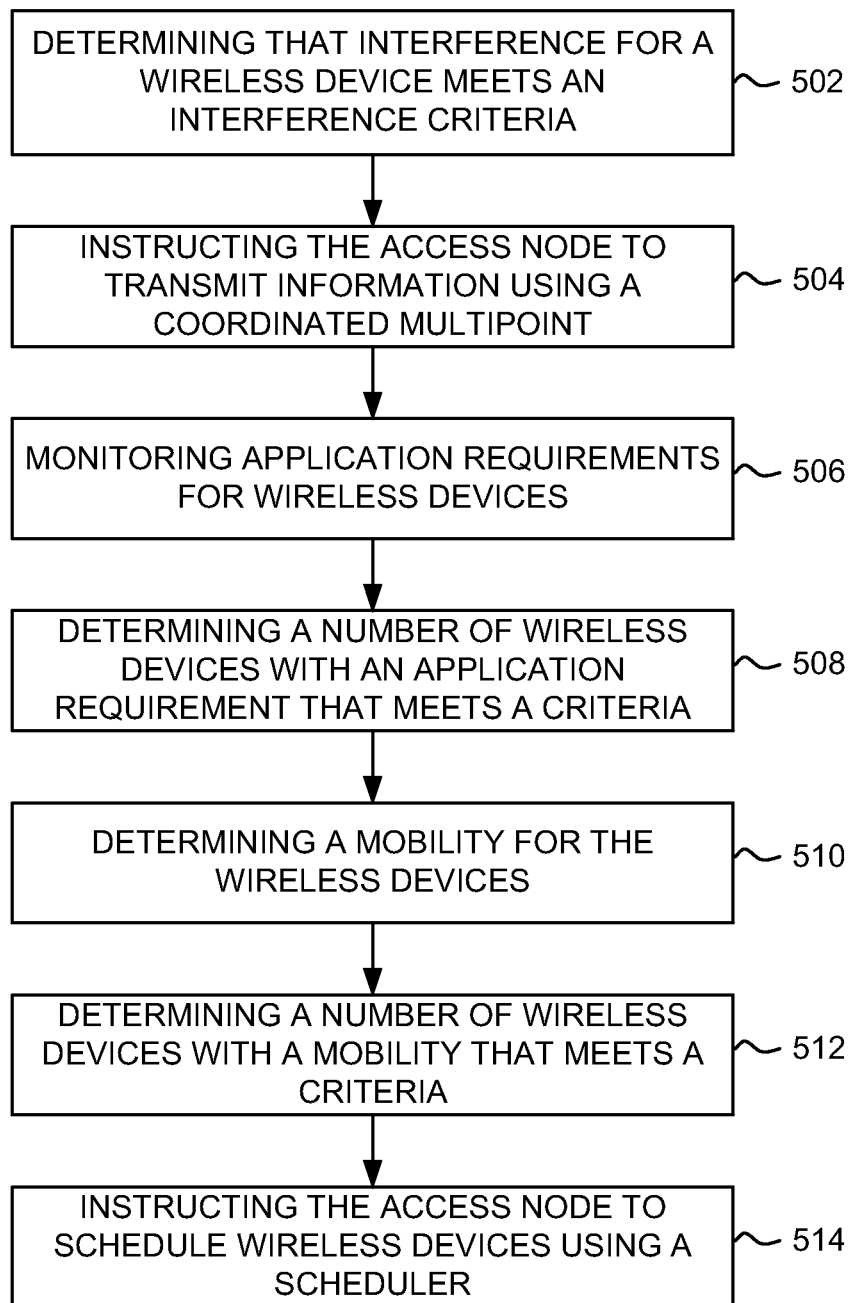 DETERMINING THAT INTERFERENCE FOR A
WIRELESS DEVICE MEETS AN
INTERFERENCE CRITERIA
502
INSTRUCTING THE ACCESS NODE TO
TRANSMIT INFORMATION USING A
COORDINATED MULTIPOINT
504
MONITORING APPLICATION REQUIREMENTS
FOR WIRELESS DEVICES
506
DETERMINING A NUMBER OF WIRELESS
DEVICES WITH AN APPLICATION
REQUIREMENT THAT MEETS A CRITERIA
508
DETERMINING A MOBILITY FOR THE
WIRELESS DEVICES
510
DETERMINING A NUMBER OF WIRELESS
DEVICES WITH A MOBILITY THAT MEETS A
CRITERIA
512
INSTRUCTING THE ACCESS NODE TO
SCHEDULE WIRELESS DEVICES USING A
SCHEDULER
514